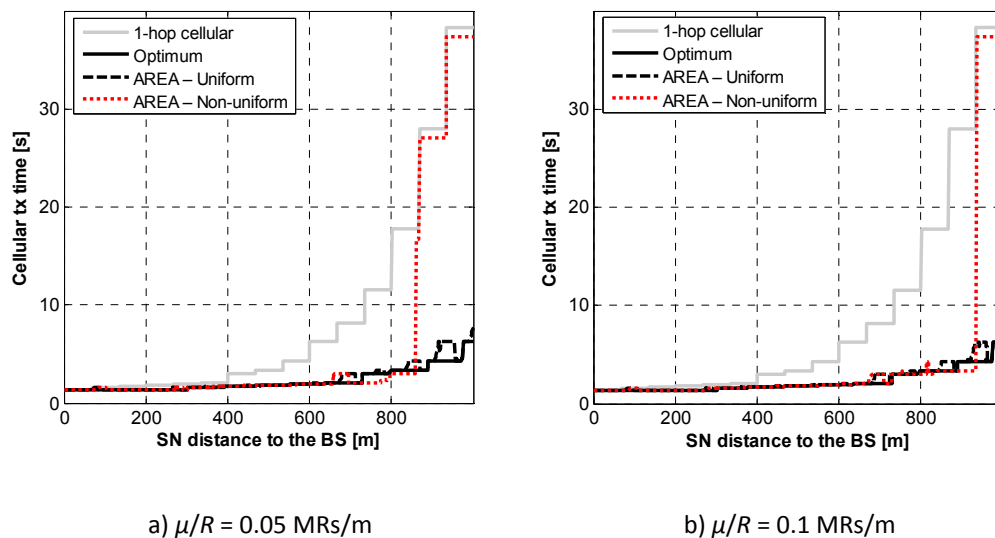 1-hop cellular
Optimum
AREA – Uniform
AREA – Non-uniform
30
20
10
0
0 200 400 600 800
Cellular tx time [s]
SN distance to the BS [m]
a) μ/R = 0.05 MRs/m
1-hop cellular
Optimum
AREA – Uniform
AREA – Non-uniform
30
20
10
0
0 200 400 600 800
Cellular tx time [s]
SN distance to the BS [m]
b) μ/R = 0.1 MRs/m